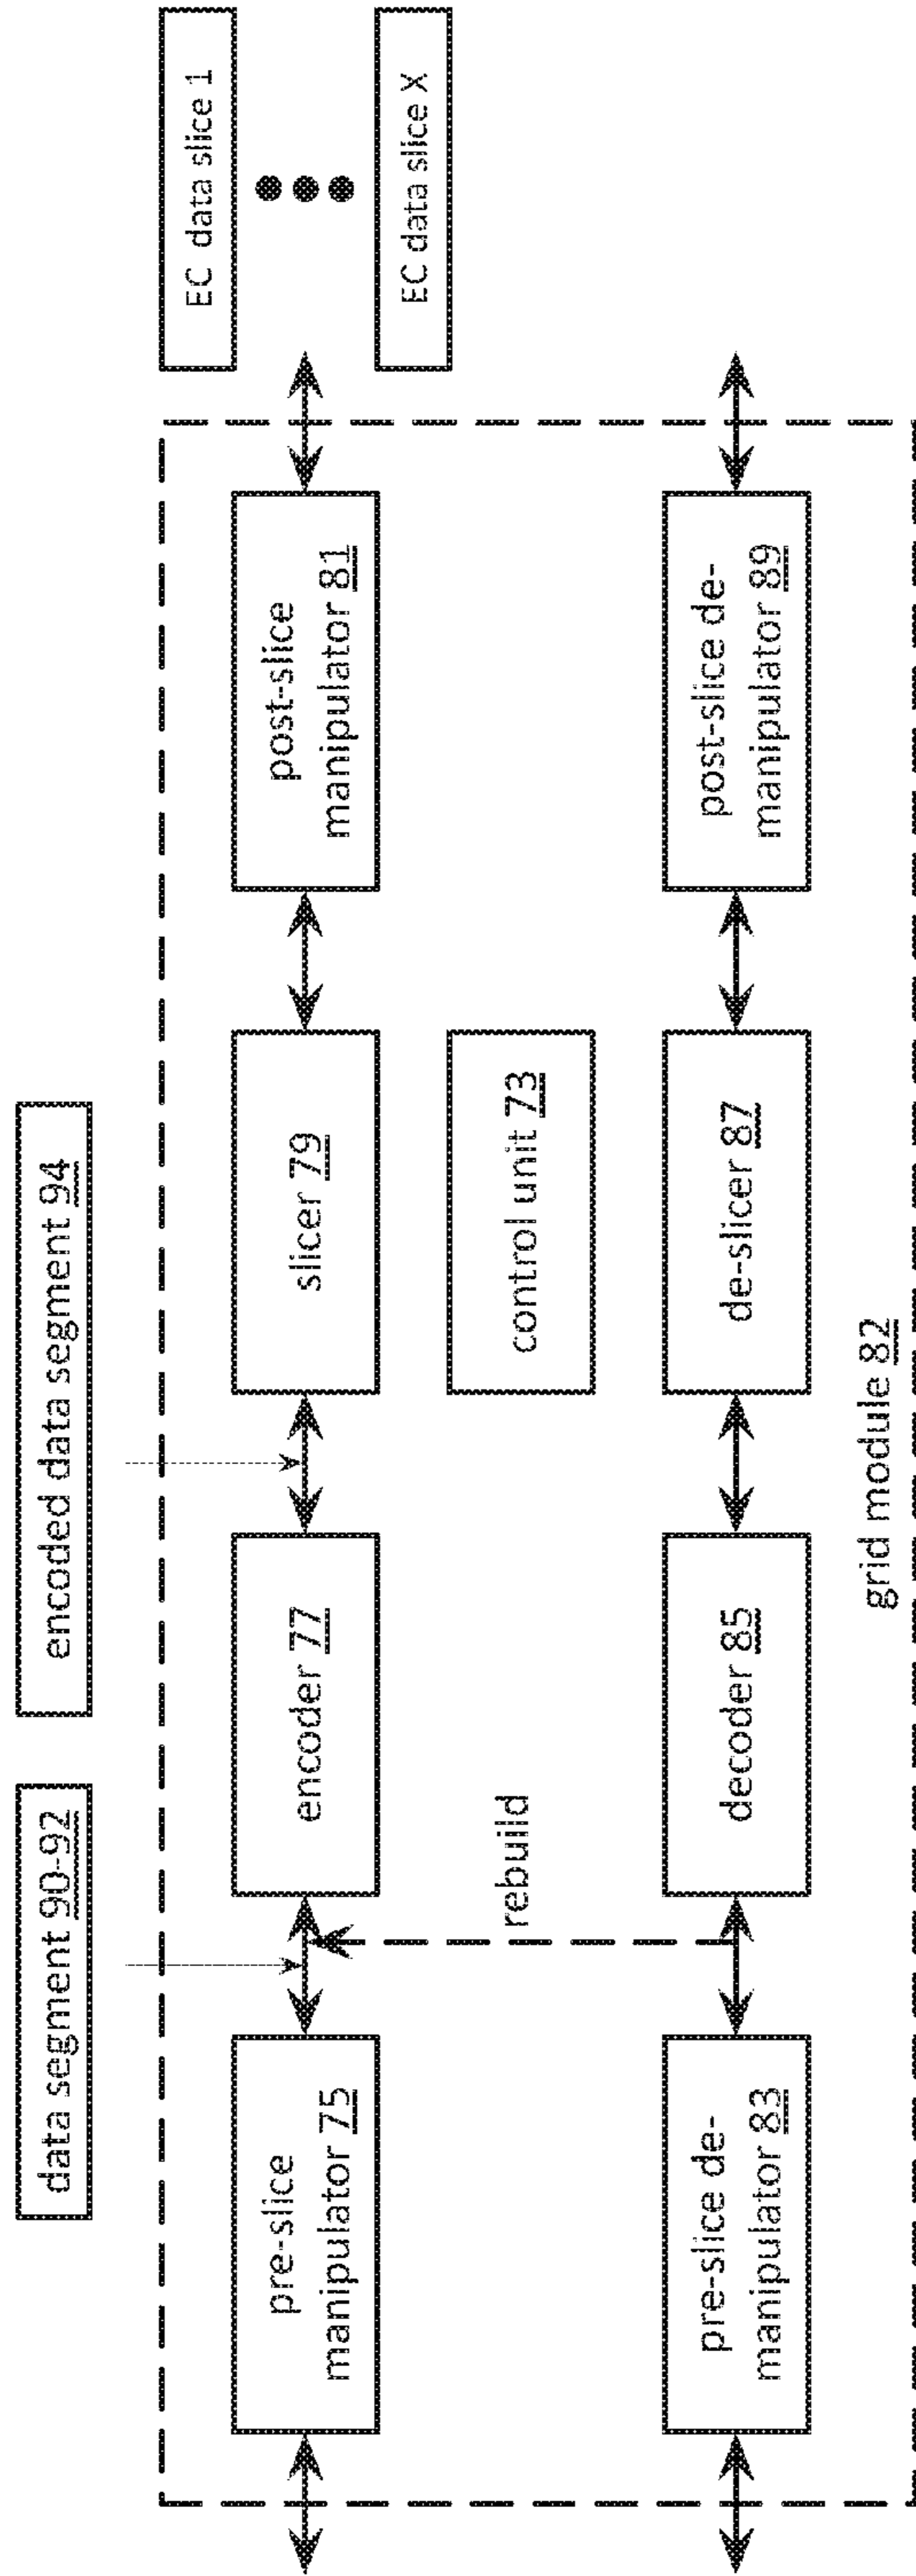 data segment 90-92
encoded data segment 94
EC data slice 1
EC data slice X
pre-slice
manipulator 75
encoder 77
slicer 79
post-slice
manipulator 81
rebuild
control unit 73
pre-slice de-
manipulator 83
decoder 85
de-slicer 87
post-slice de-
manipulator 89
grid module 82